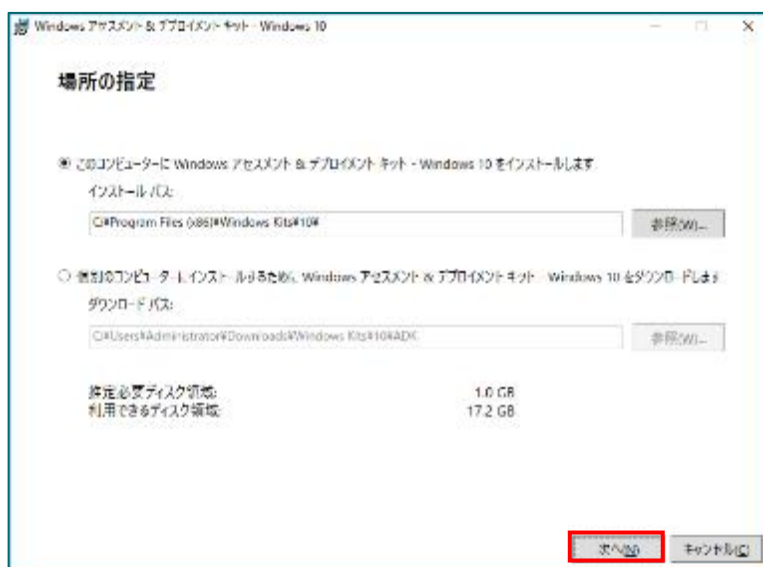 Windows アセスメント & デプロイメント キット - Windows 10
場所の指定
このコンピューターに Windows アセスメント & デプロイメント キット - Windows 10 をインストールします
インストール パス:
C:¥Program Files (x86)¥Windows Kits¥10¥
参照(W)...
個別のコンピューターにインストールするために Windows アセスメント & デプロイメント キット - Windows 10 をダウンロードします
ダウンロード パス:
C:¥Users¥Administrator¥Downloads¥Windows Kits¥10¥ADK
参照(W)...
推定必要ディスク領域: 1.0 GB
利用できるディスク領域: 17.2 GB
次へ(N) キャンセル(C)